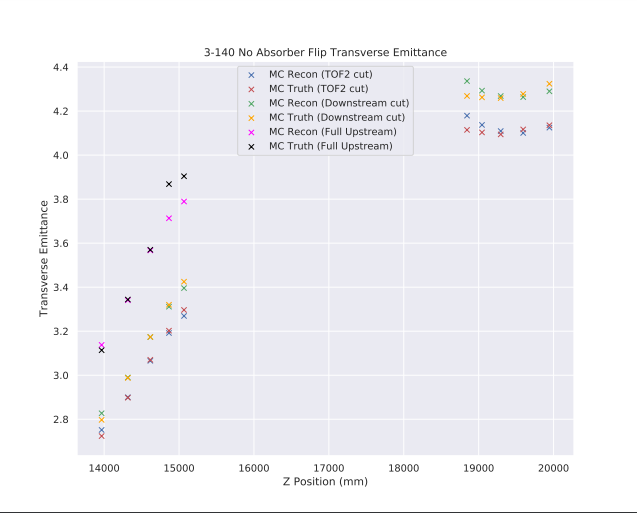 3-140 No Absorber Flip Transverse Emittance
MC Recon (TOF2 cut)
MC Truth (TOF2 cut)
MC Recon (Downstream cut)
MC Truth (Downstream cut)
MC Recon (Full Upstream)
MC Truth (Full Upstream)
4.4
4.2
4.0
3.8
3.6
3.4
3.2
3.0
2.8
Transverse Emittance
14000 15000 16000 17000 18000 19000 20000
Z Position (mm)